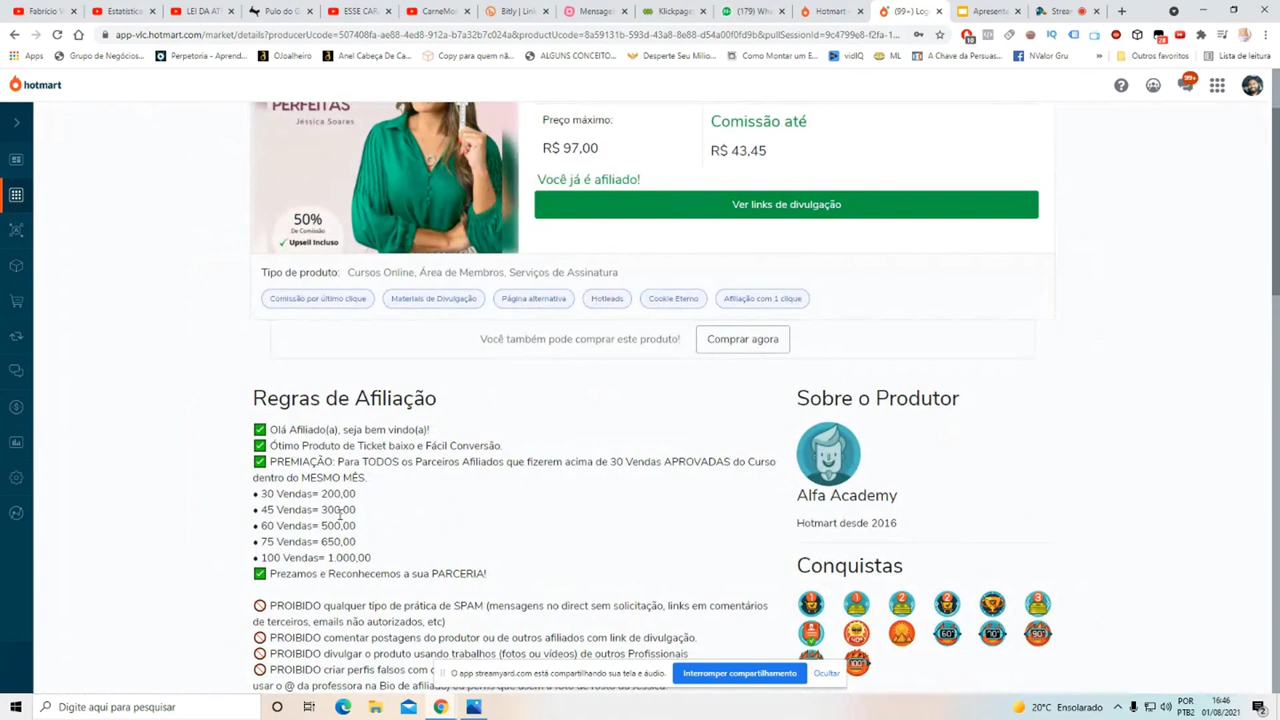 Fabrício V
Estatístic
LEI DA AT
Pulo do G
ESSE CAR
CarneMo
Bitly | Link
Mensage
Klickpage
(179) Wh
Hotmart -
(99+) Log
Apresenta
Stream
app-vlc.hotmart.com/market/details?producerUcode=507408fa-ae88-4ed8-912a-b7a32b7c024a&productUcode=8a59131b-593d-43a8-8e88-d54a0fd5b4a6&pullSessionId=9c4799e8-f2fa-1...
Apps
Grupo de Negócios...
Perpetoria - Aprend...
OJoalheiro
Anel Cabeça De Ca...
Copy para quem nã...
ALGUNS CONCEITO...
Desperte Seu Milio...
Como Montar um E...
vidIQ
ML
A Chave da Persuas...
NValor Gru
»
Outros favoritos
Lista de leitura
hotmart
99+
PERFEITAS
Jéssica Soares
50%
De Comissão
✓ Upsell Incluso
Preço máximo:
R$ 97,00
Comissão até
R$ 43,45
Você já é afiliado!
Ver links de divulgação
Tipo de produto: Cursos Online, Área de Membros, Serviços de Assinatura
Comissão por último clique
Materiais de Divulgação
Página alternativa
Hotleads
Cookie Eterno
Afiliação com 1 clique
Você também pode comprar este produto!
Comprar agora
Regras de Afiliação
✅ Olá Afiliado(a), seja bem vindo(a)!
✅ Ótimo Produto de Ticket baixo e Fácil Conversão.
✅ PREMIAÇÃO: Para TODOS os Parceiros Afiliados que fizerem acima de 30 Vendas APROVADAS do Curso
dentro do MESMO MÊS.
• 30 Vendas= 200,00
• 45 Vendas= 300,00
• 60 Vendas= 500,00
• 75 Vendas= 650,00
• 100 Vendas= 1.000,00
✅ Prezamos e Reconhecemos a sua PARCERIA!
🚫 PROIBIDO qualquer tipo de prática de SPAM (mensagens no direct sem solicitação, links em comentários
de terceiros, emails não autorizados, etc)
🚫 PROIBIDO comentar postagens do produtor ou de outros afiliados com link de divulgação.
🚫 PROIBIDO divulgar o produto usando trabalhos (fotos ou vídeos) de outros Profissionais
🚫 PROIBIDO criar perfis falsos com
usar o @ da professora na Bio de afiliado)
Sobre o Produtor
Alfa Academy
Hotmart desde 2016
Conquistas
O app streamyard.com está compartilhando sua tela e áudio.
Interromper compartilhamento
Ocultar
Digite aqui para pesquisar
20°C Ensolarado
POR
PTB2
16:46
01/08/2021